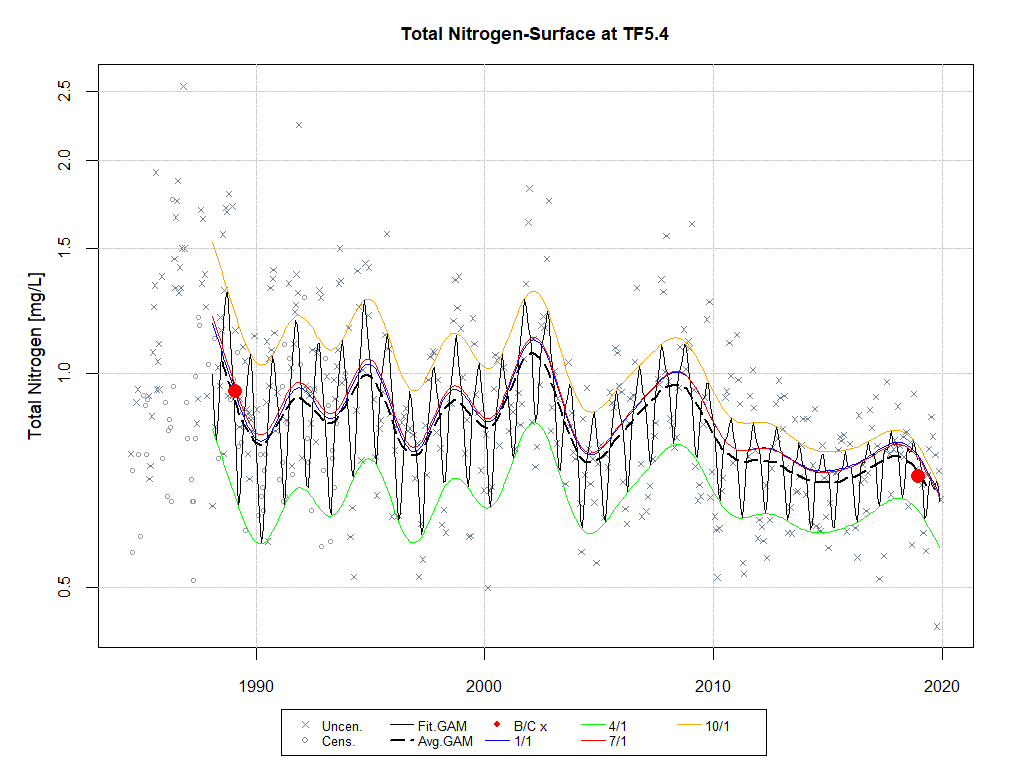 Total Nitrogen-Surface at TF5.4
Total Nitrogen [mg/L]
2.5
2.0
1.5
1.0
0.5
1990 2000 2010 2020
Uncen. Fit.GAM B/C x 4/1 10/1
Cens. Avg.GAM 1/1 7/1